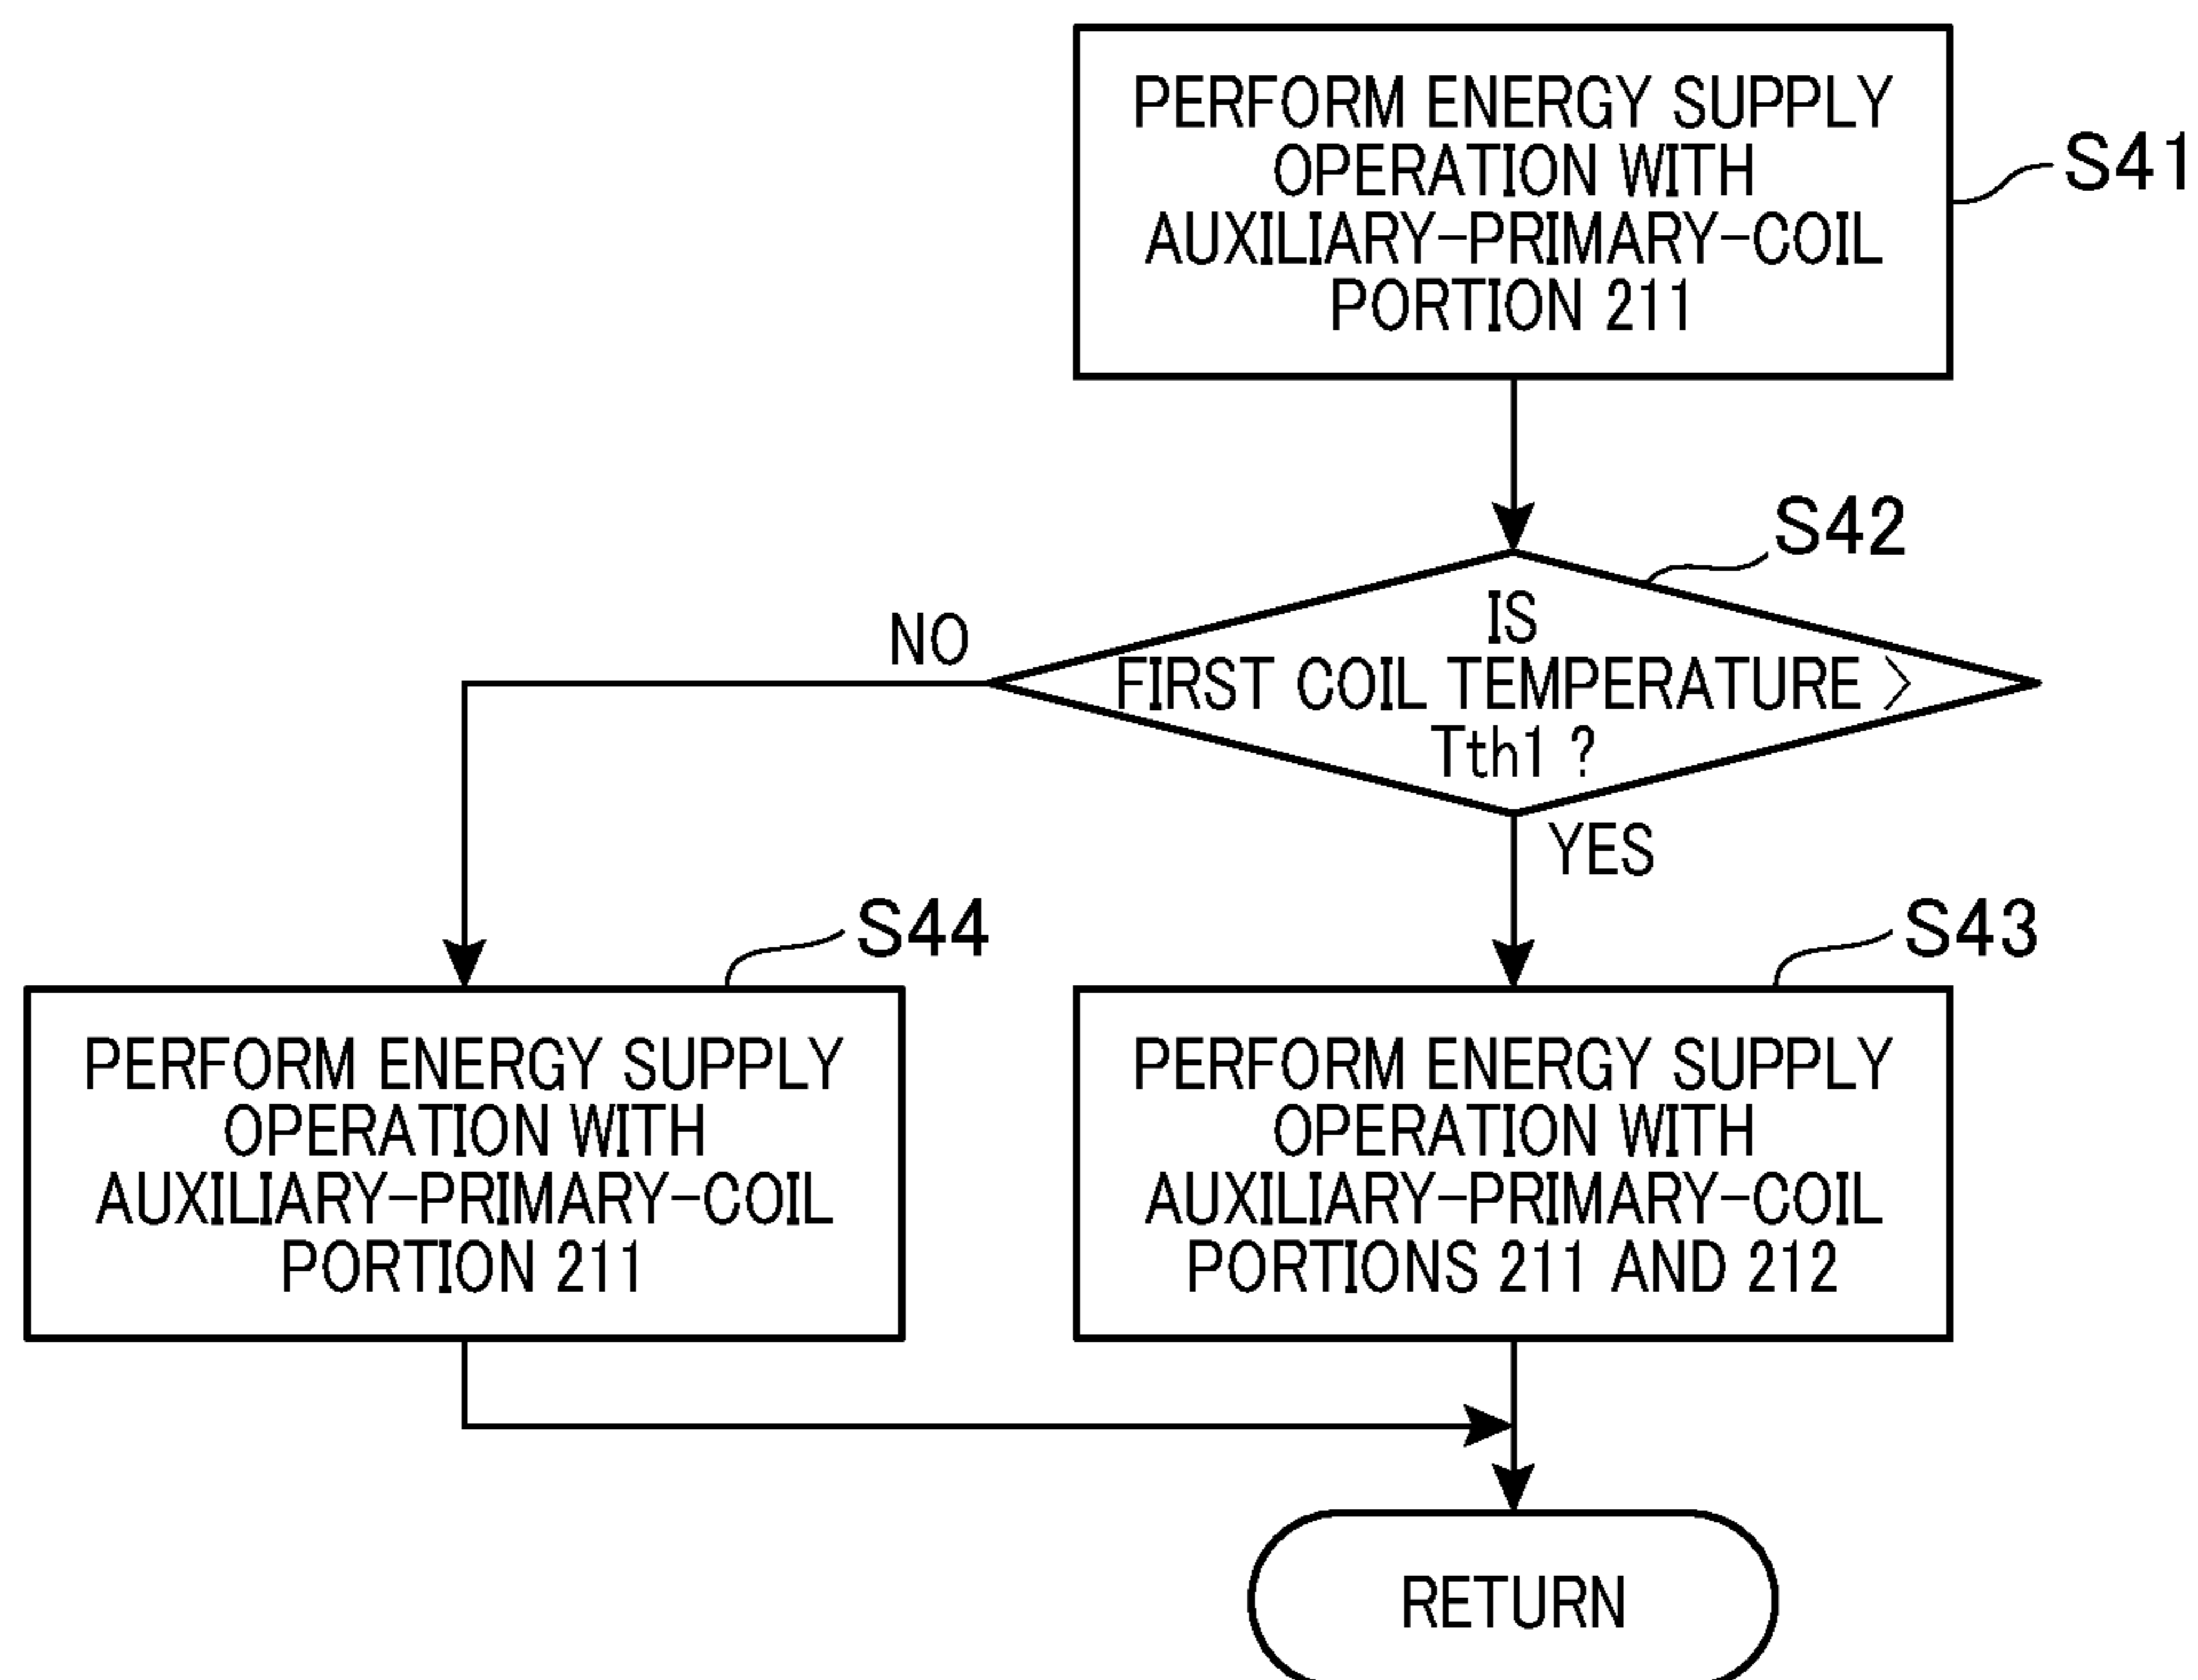 PERFORM ENERGY SUPPLY
OPERATION WITH
AUXILIARY-PRIMARY-COIL
PORTION 211
S41
S42
IS
FIRST COIL TEMPERATURE >
Tth1 ?
NO
YES
S44
PERFORM ENERGY SUPPLY
OPERATION WITH
AUXILIARY-PRIMARY-COIL
PORTION 211
S43
PERFORM ENERGY SUPPLY
OPERATION WITH
AUXILIARY-PRIMARY-COIL
PORTIONS 211 AND 212
RETURN